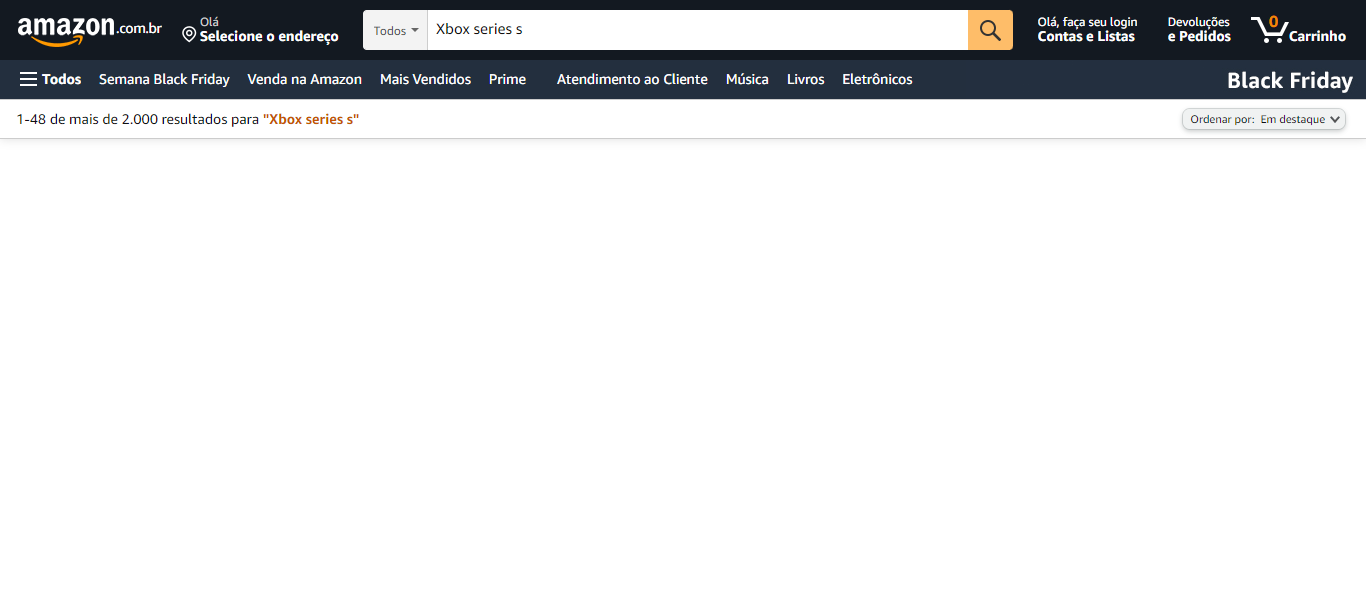 amazon.com.br
Olá
Selecione o endereço
Todos
Xbox series s
Olá, faça seu login
Contas e Listas
Devoluções
e Pedidos
0
Carrinho
Todos
Semana Black Friday
Venda na Amazon
Mais Vendidos
Prime
Atendimento ao Cliente
Música
Livros
Eletrônicos
Black Friday
1-48 de mais de 2.000 resultados para "Xbox series s"
Ordenar por: Em destaque